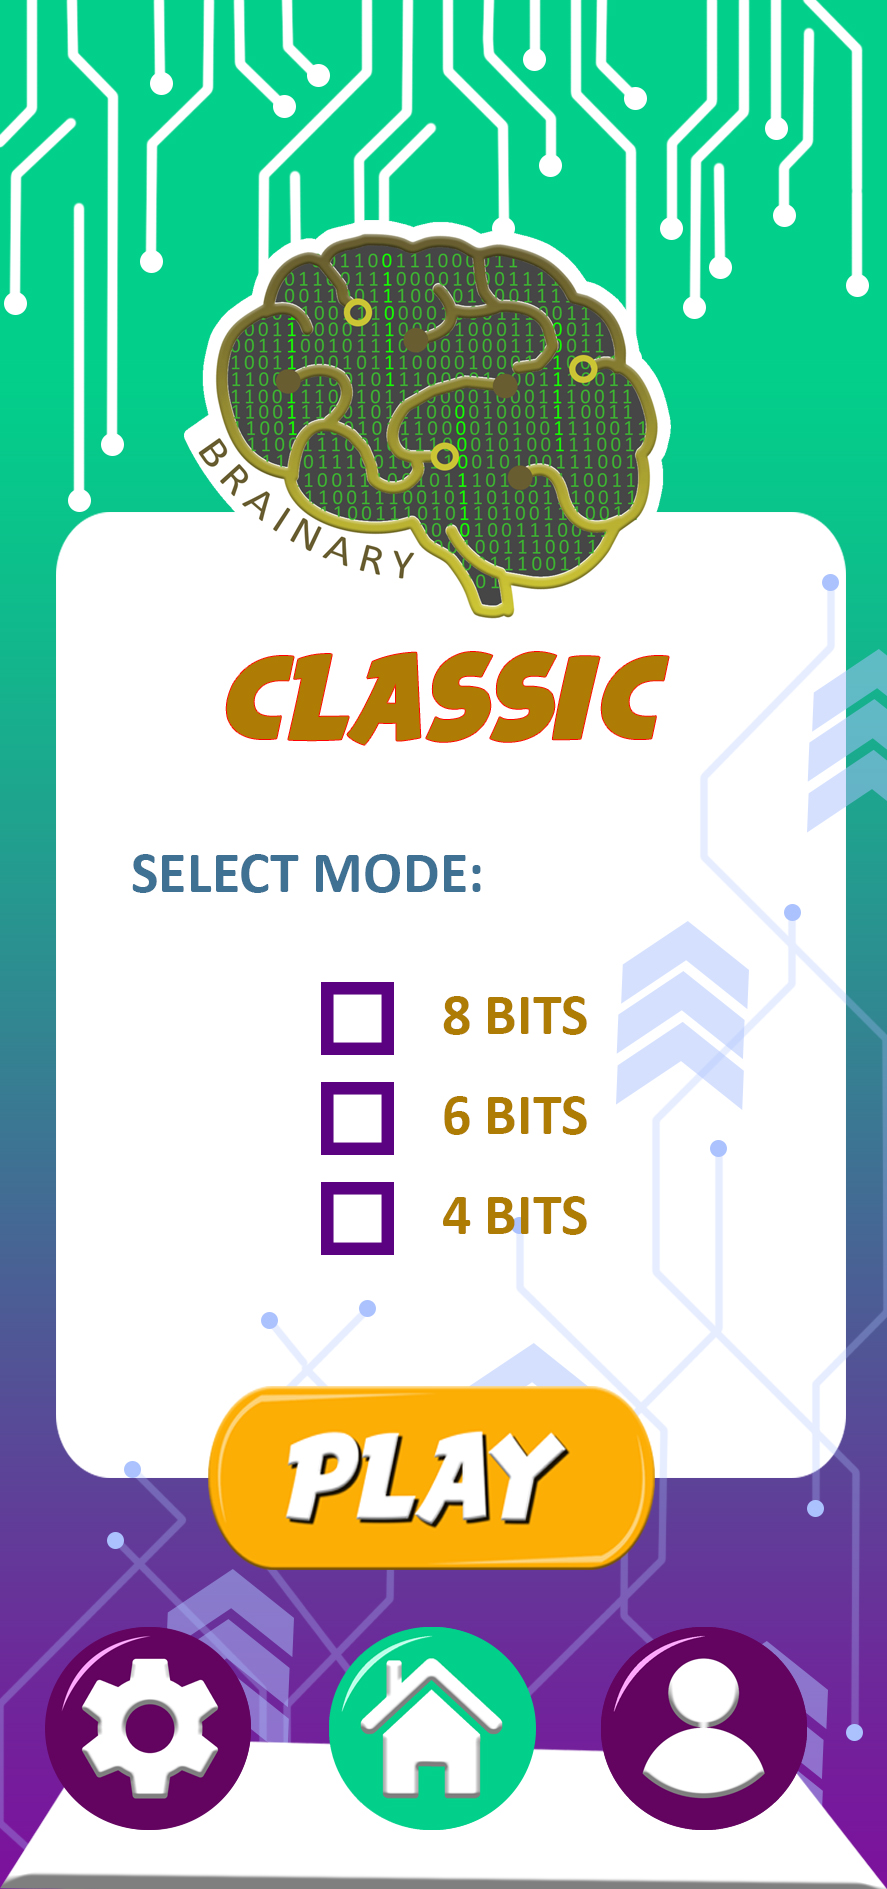 BRAINARY
CLASSIC
SELECT MODE:
8 BITS
6 BITS
4 BITS
PLAY